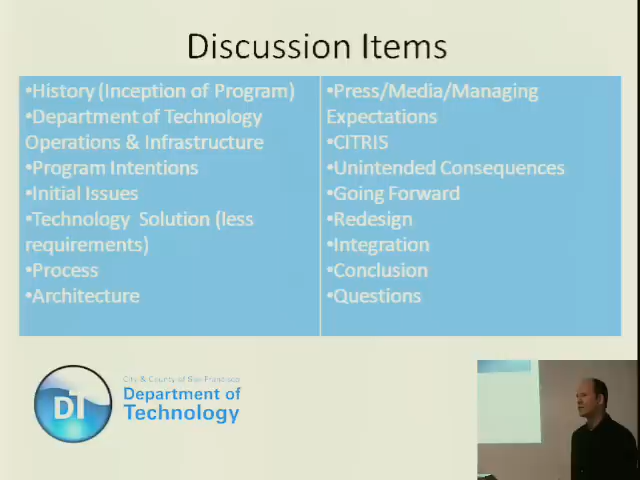 Discussion Items
•History (Inception of Program)
•Department of Technology
Operations & Infrastructure
•Program Intentions
•Initial Issues
•Technology Solution (less
requirements)
•Process
•Architecture
•Press/Media/Managing
Expectations
•CITRIS
•Unintended Consequences
•Going Forward
•Redesign
•Integration
•Conclusion
•Questions
DT
City & County of San Francisco
Department of
Technology